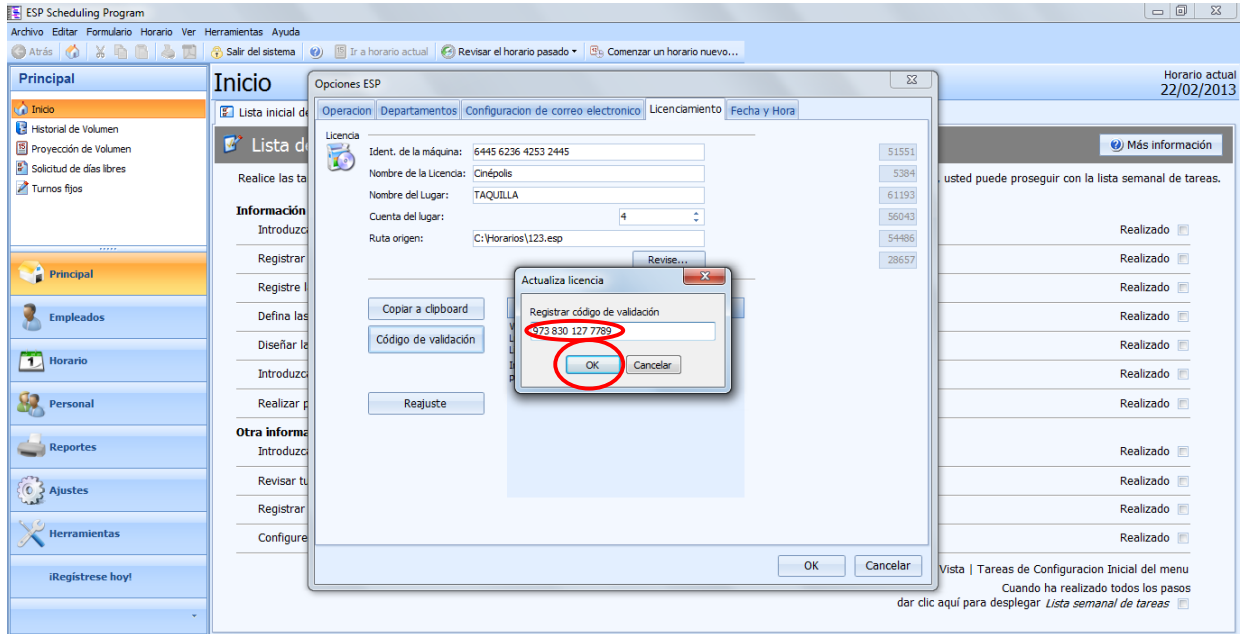 ESP Scheduling Program
Archivo Editar Formulario Horario Ver Herramientas Ayuda
Atrás Salir del sistema Ir a horario actual Revisar el horario pasado Comenzar un horario nuevo...
Principal
Inicio
Historial de Volumen
Proyección de Volumen
Solicitud de días libres
Turnos fijos
Principal
Empleados
Horario
Personal
Reportes
Ajustes
Herramientas
¡Regístrese hoy!
Inicio
Horario actual
22/02/2013
Lista inicial de
Lista d
Más información
Realice las ta
, usted puede proseguir con la lista semanal de tareas.
Información
Introduzc
Realizado
Registrar
Realizado
Registre l
Realizado
Defina las
Realizado
Diseñar la
Realizado
Introduzc
Realizado
Realizar p
Realizado
Otra informa
Introduzca
Realizado
Revisar tu
Realizado
Registrar
Realizado
Configure
Realizado
Vista | Tareas de Configuracion Inicial del menu
Cuando ha realizado todos los pasos
dar clic aquí para desplegar Lista semanal de tareas
Opciones ESP
Operacion Departamentos Configuracion de correo electronico Licenciamiento Fecha y Hora
Licencia
Ident. de la máquina: 6445 6236 4253 2445 51551
Nombre de la Licencia: Cinépolis 5384
Nombre del Lugar: TAQUILLA 61193
Cuenta del lugar: 4 56043
Ruta origen: C:\Horarios\123.esp 54486
Revise... 28657
Copiar a clipboard
Código de validación
Reajuste
OK Cancelar
Actualiza licencia
Registrar código de validación
973 830 127 7789
OK Cancelar